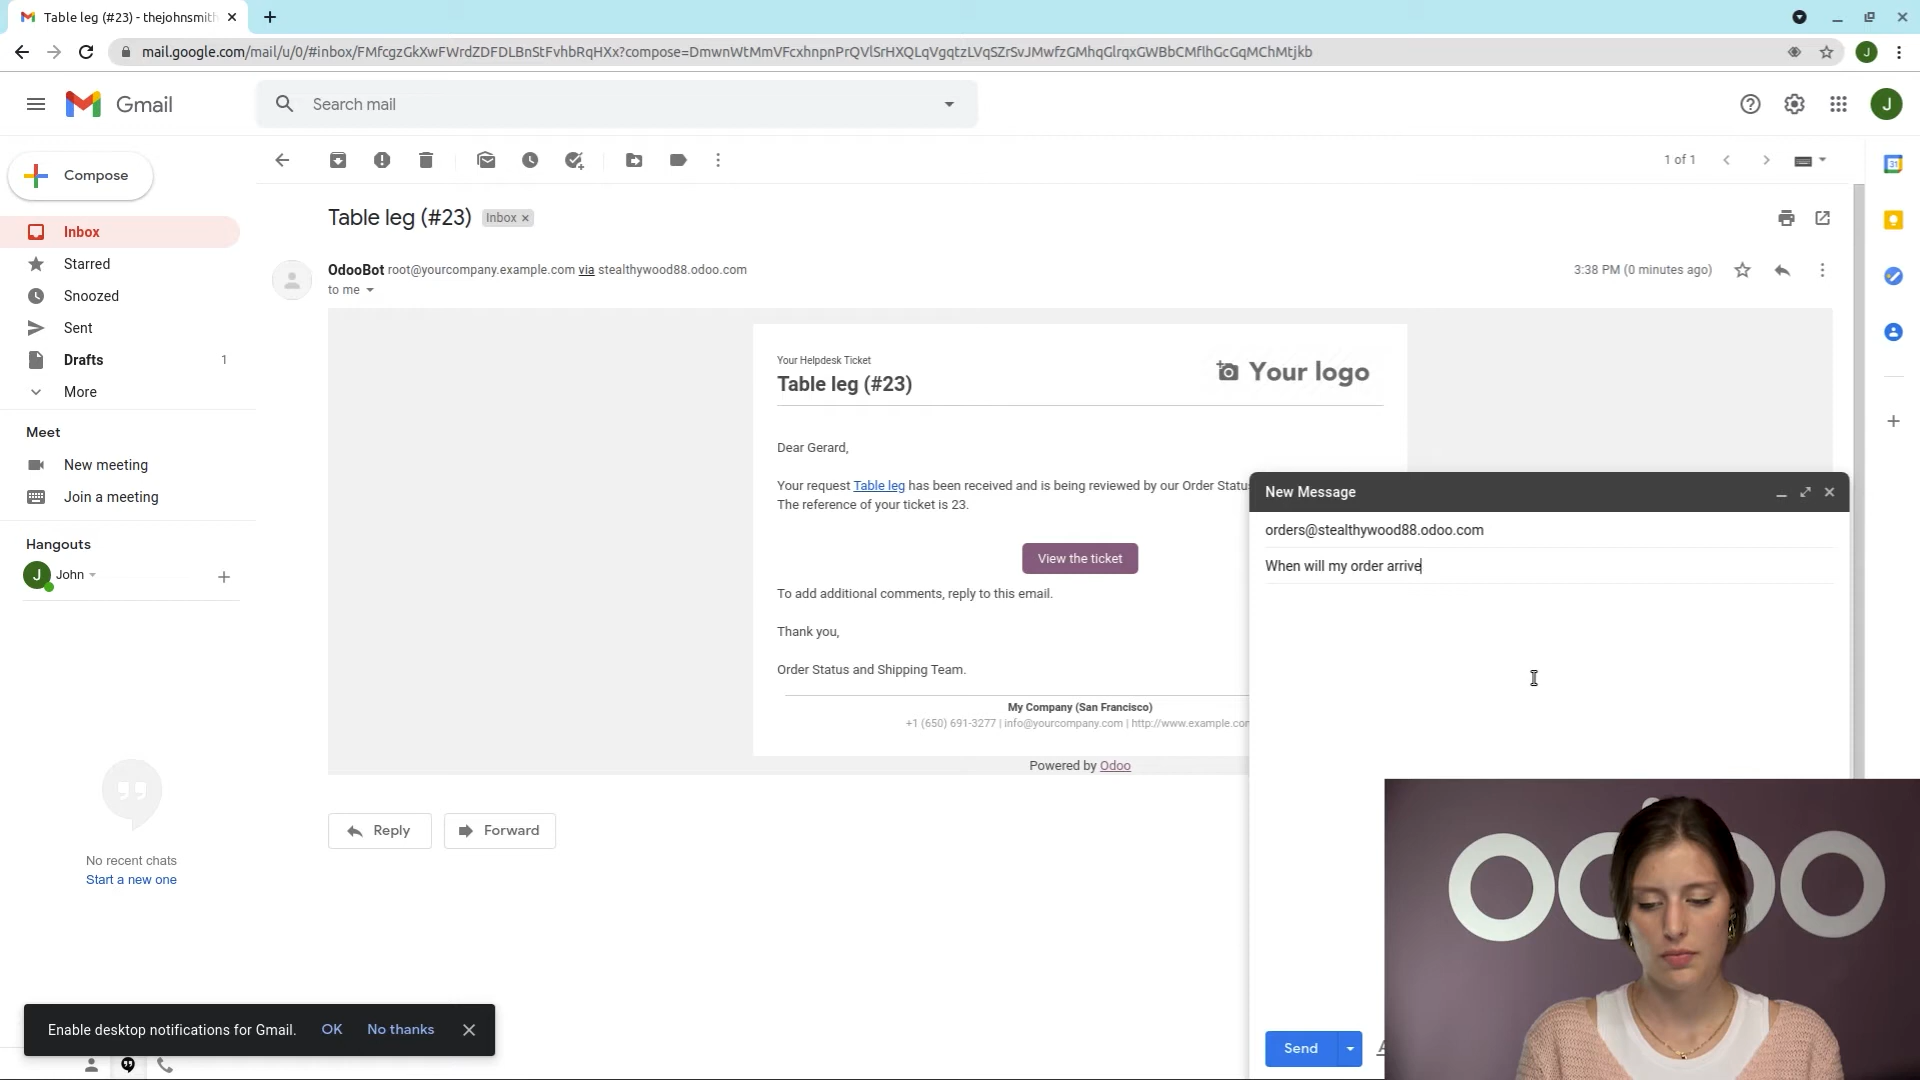 Table leg (#23) - thejohnsmith
mail.google.com/mail/u/0/#inbox/FMfcgzGkXwFWrdZDFDLBnStFvhbRqHXx?compose=DmwnWtMmVFcxhnpnPrQVlSrHXQLqVgqtzLVqSZrSvJMwfzGMhqGlrqxGWBbCMflhGcGqMChMtjkb
J
Gmail
Search mail
J
Compose
1 of 1
31
Inbox
Starred
Snoozed
Sent
Drafts 1
More
Meet
New meeting
Join a meeting
Hangouts
J John
No recent chats
Start a new one
Table leg (#23) Inbox
OdooBot root@yourcompany.example.com via stealthywood88.odoo.com
3:38 PM (0 minutes ago)
to me
Your Helpdesk Ticket
Table leg (#23)
Your logo
Dear Gerard,
Your request Table leg has been received and is being reviewed by our Order Status
The reference of your ticket is 23.
View the ticket
To add additional comments, reply to this email.
Thank you,
Order Status and Shipping Team.
My Company (San Francisco)
+1 (650) 691-3277 | info@yourcompany.com | http://www.example.com
Powered by Odoo
Reply
Forward
New Message
orders@stealthywood88.odoo.com
When will my order arrive
Send
Enable desktop notifications for Gmail. OK No thanks
odoo